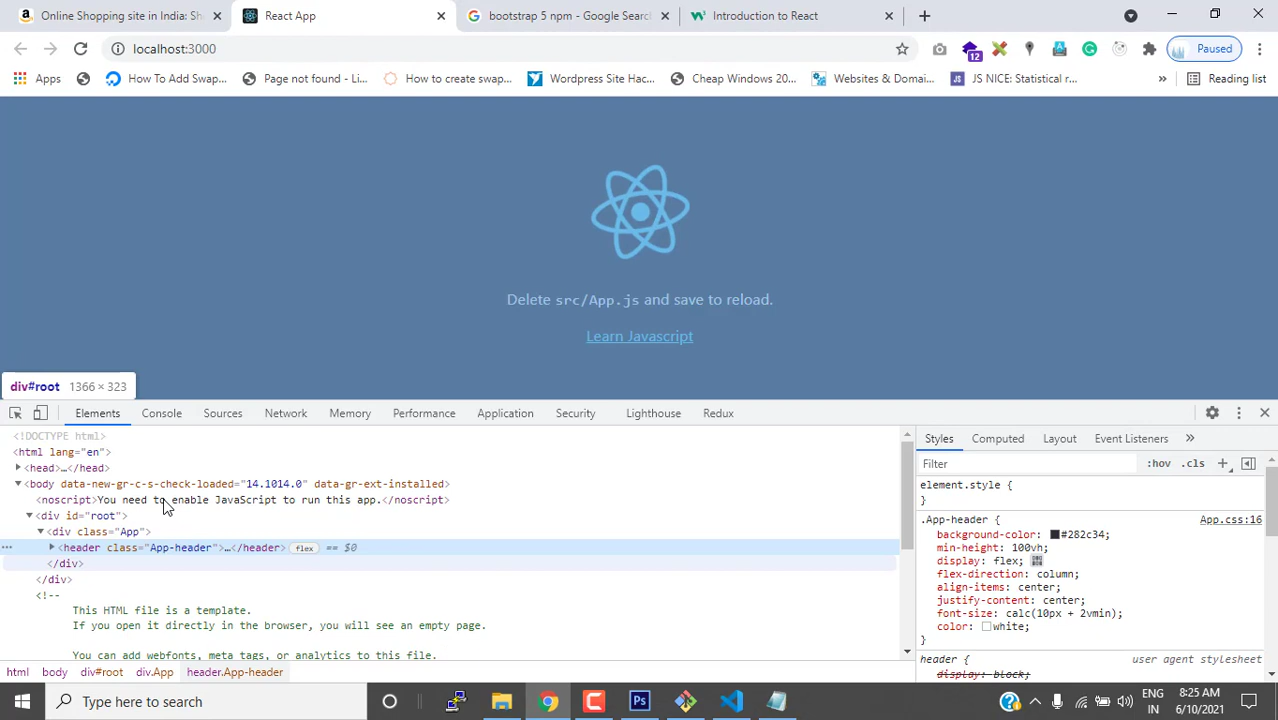 Online Shopping site in India: Sh
React App
bootstrap 5 npm - Google Searc
Introduction to React
localhost:3000
12
Paused
Apps
How To Add Swap...
Page not found - Li...
How to create swap...
Wordpress Site Hac...
Cheap Windows 20...
Websites & Domai...
JS NICE: Statistical r...
»
Reading list
Delete src/App.js and save to reload.
Learn Javascript
div#root 1366 × 323
Elements
Console
Sources
Network
Memory
Performance
Application
Security
Lighthouse
Redux
<!DOCTYPE html>
<html lang="en">
<head>…</head>
<body data-new-gr-c-s-check-loaded="14.1014.0" data-gr-ext-installed>
<noscript>You need to enable JavaScript to run this app.</noscript>
<div id="root">
<div class="App">
<header class="App-header">…</header> flex == $0
</div>
</div>
<!--
This HTML file is a template.
If you open it directly in the browser, you will see an empty page.
You can add webfonts, meta tags, or analytics to this file.
html body div#root div.App header.App-header
Styles
Computed
Layout
Event Listeners
»
Filter
:hov .cls
element.style {
}
.App-header { App.css:16
background-color: #282c34;
min-height: 100vh;
display: flex;
flex-direction: column;
align-items: center;
justify-content: center;
font-size: calc(10px + 2vmin);
color: white;
}
header { user agent stylesheet
display: block;
Type here to search
Ps
ENG
IN
8:25 AM
6/10/2021